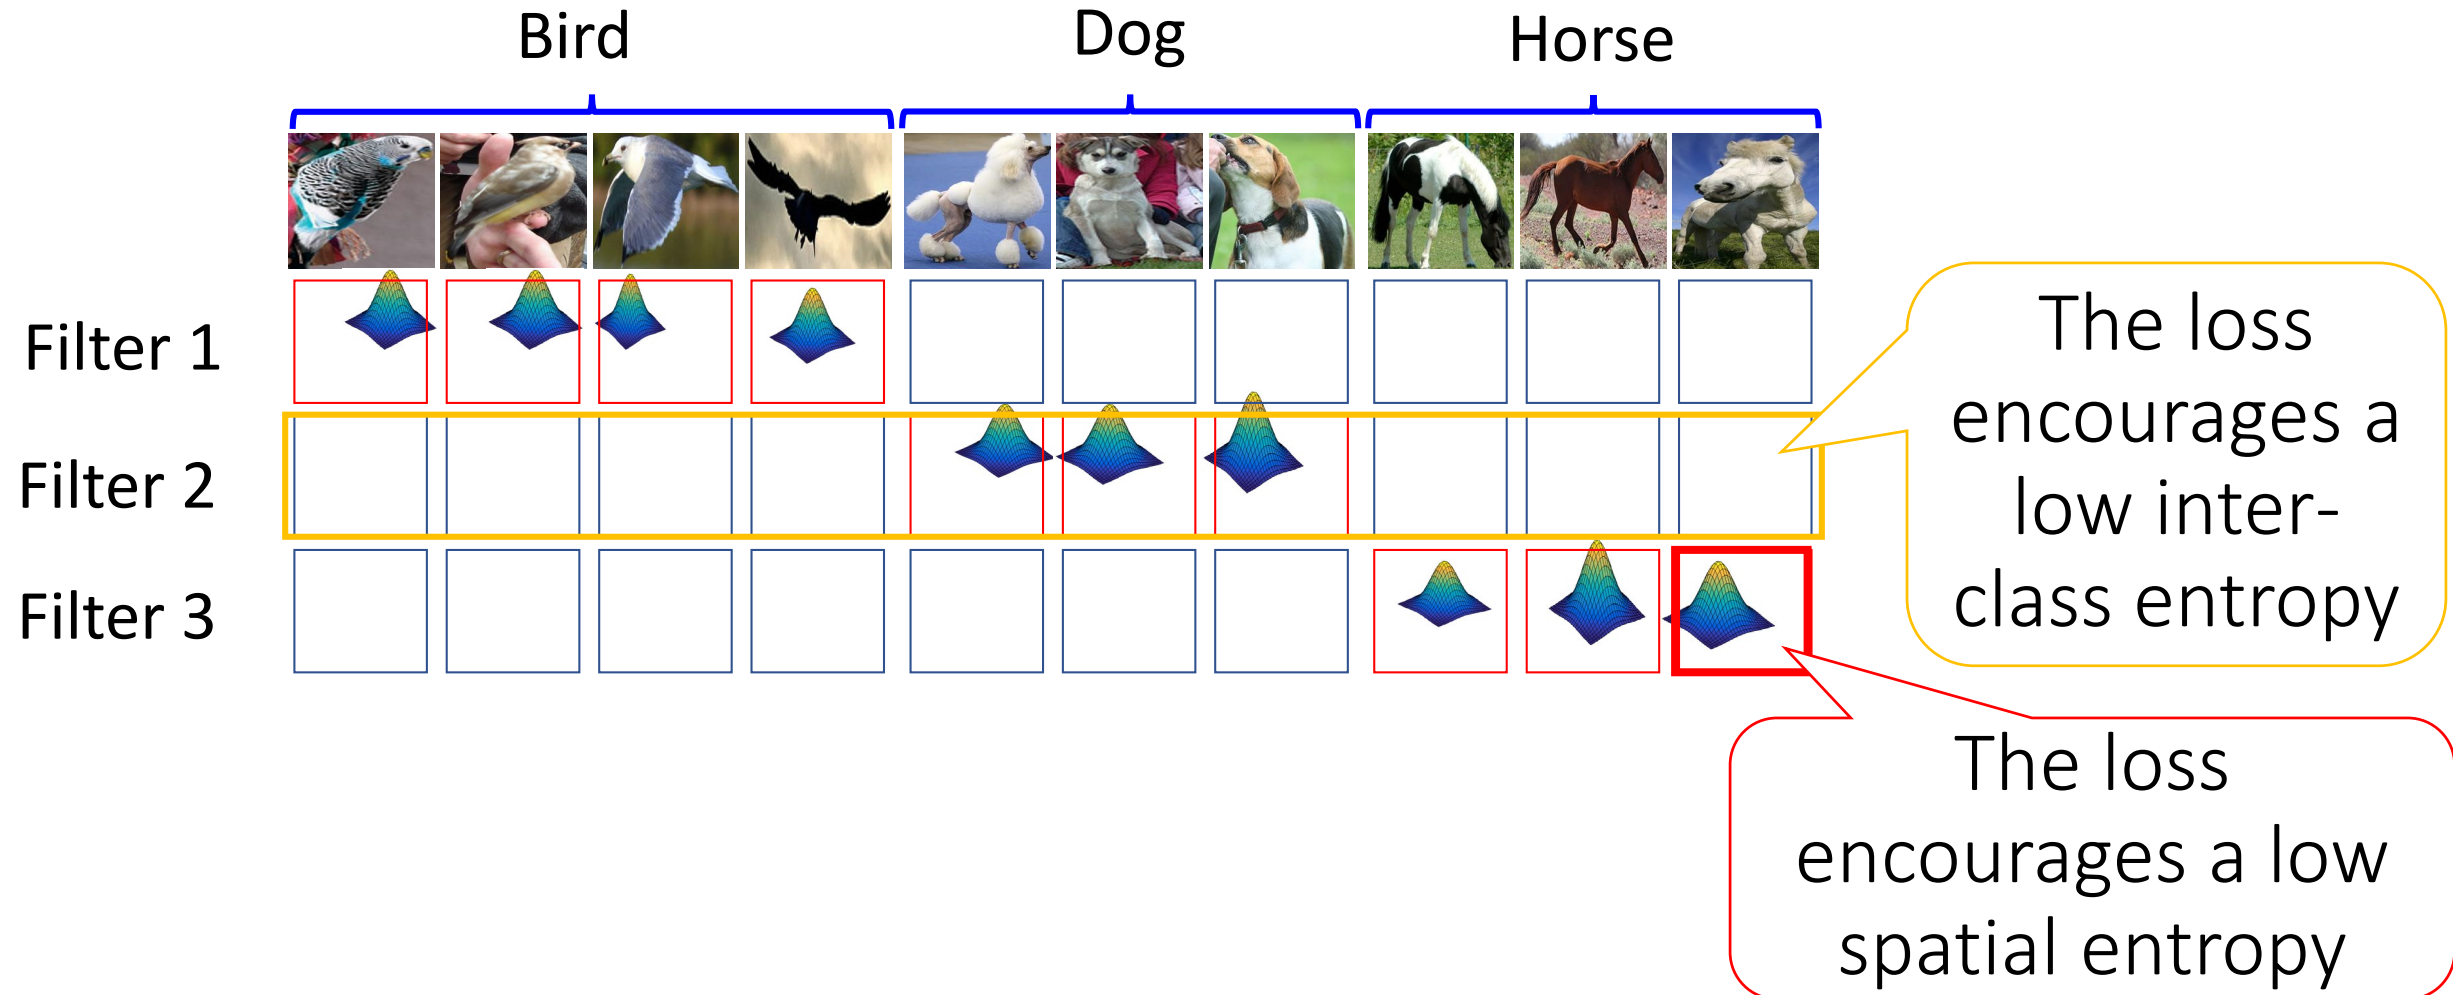 Bird
Dog
Horse
Filter 1
Filter 2
Filter 3
The loss
encourages a
low inter-
class entropy
The loss
encourages a low
spatial entropy